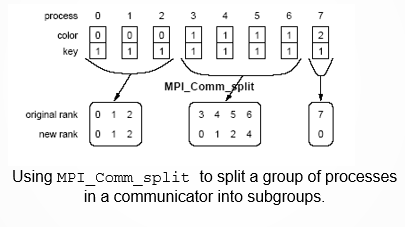 process 0 1 2 3 4 5 6 7
color 0 0 0 1 1 1 1 2
key 1 1 1 1 1 1 1 1
MPI_Comm_split
original rank 0 1 2 3 4 5 6 7
new rank 0 1 2 0 1 2 4 0
Using MPI_Comm_split to split a group of processes
in a communicator into subgroups.